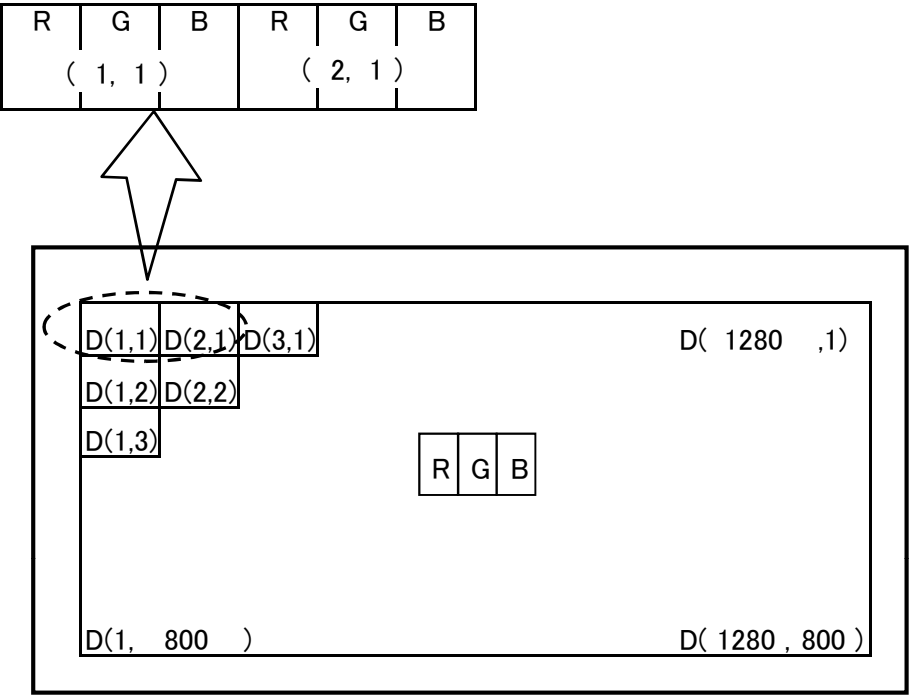 R G B R G B
( 1, 1 ) ( 2, 1 )
D(1,1) D(2,1) D(3,1) D( 1280 ,1)
D(1,2) D(2,2)
D(1,3)
R G B
D(1, 800 ) D( 1280 , 800 )